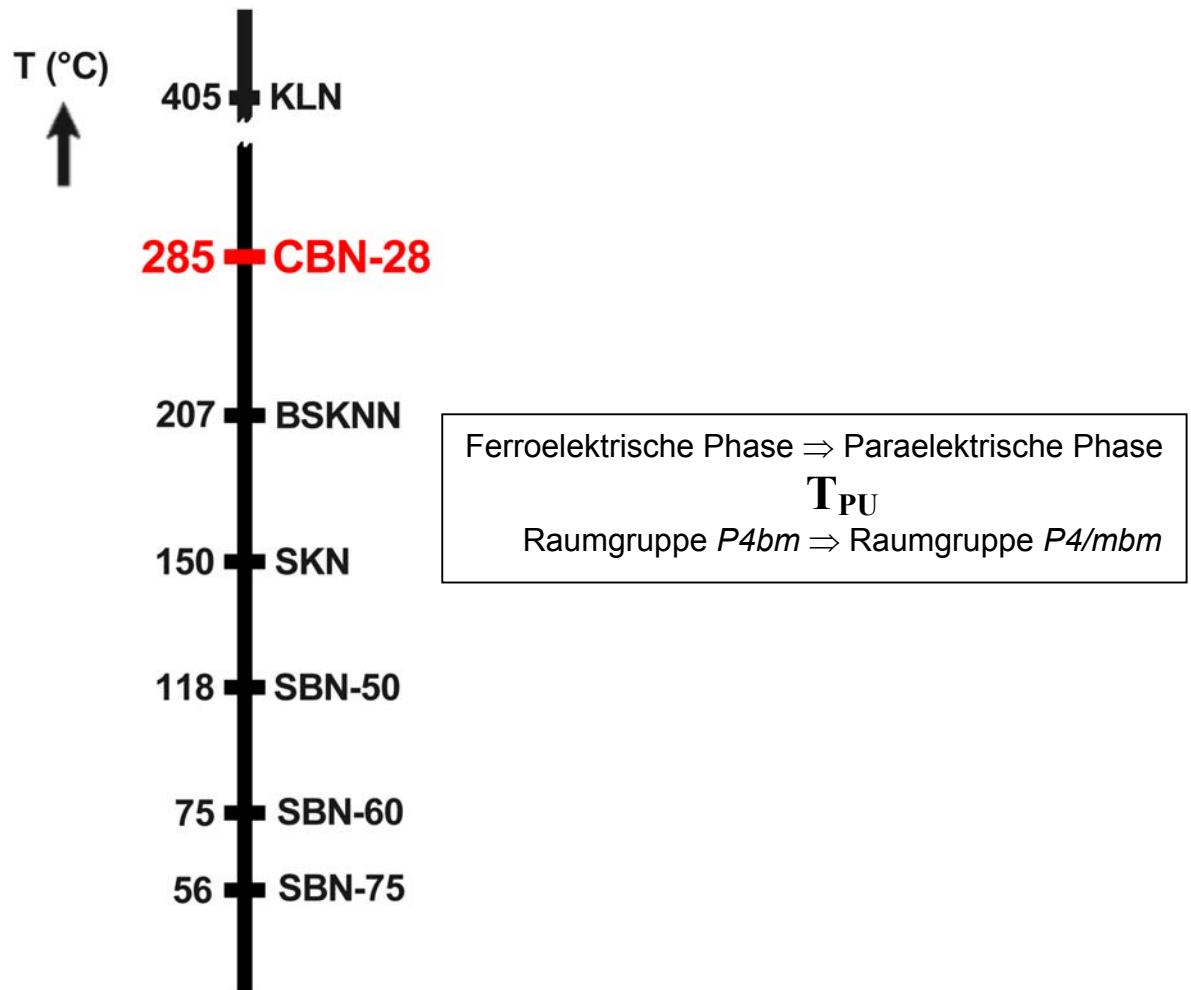 T (°C)
405 KLN
285 CBN-28
207 BSKNN
Ferroelektrische Phase ⇒ Paraelektrische Phase
T_PU
Raumgruppe P4bm ⇒ Raumgruppe P4/mbm
150 SKN
118 SBN-50
75 SBN-60
56 SBN-75